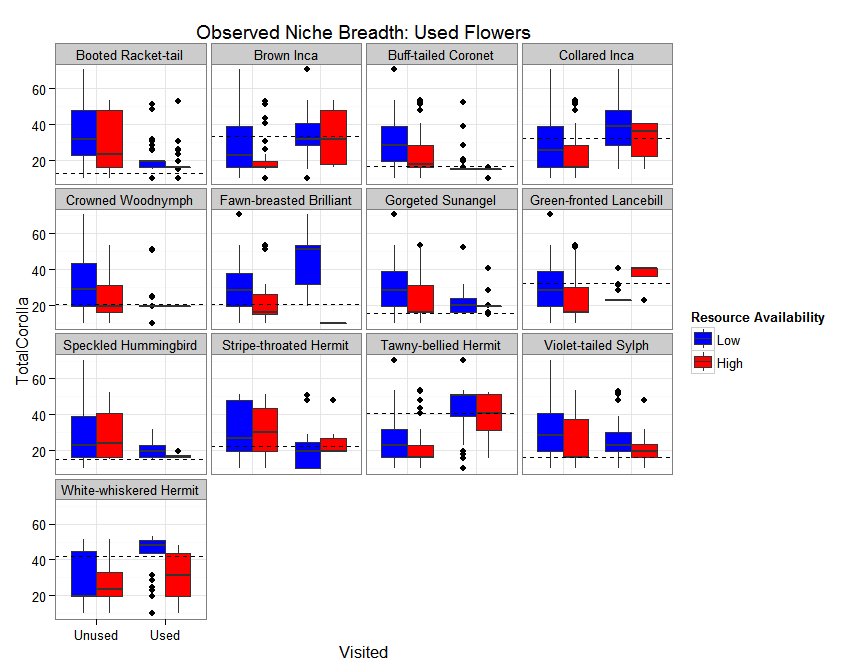 Observed Niche Breadth: Used Flowers
Booted Racket-tail
Brown Inca
Buff-tailed Coronet
Collared Inca
60
40
20
Crowned Woodnymph
Fawn-breasted Brilliant
Gorgeted Sunangel
Green-fronted Lancebill
60
40
20
TotalCorolla
Speckled Hummingbird
Stripe-throated Hermit
Tawny-bellied Hermit
Violet-tailed Sylph
60
40
20
White-whiskered Hermit
60
40
20
Unused
Used
Visited
Resource Availability
Low
High